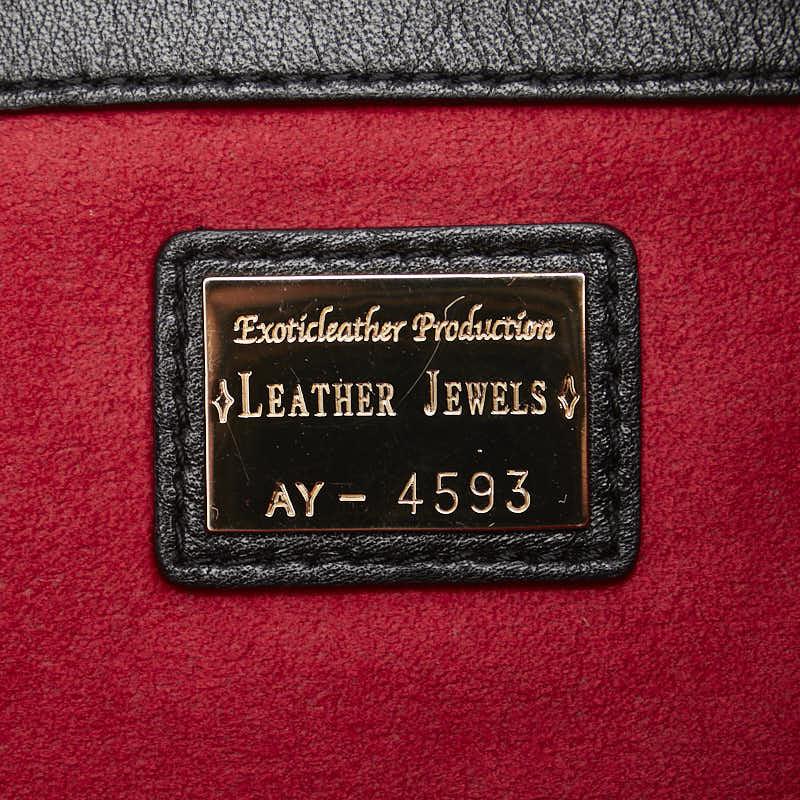 Exoticleather Production
LEATHER JEWELS
AY - 4593